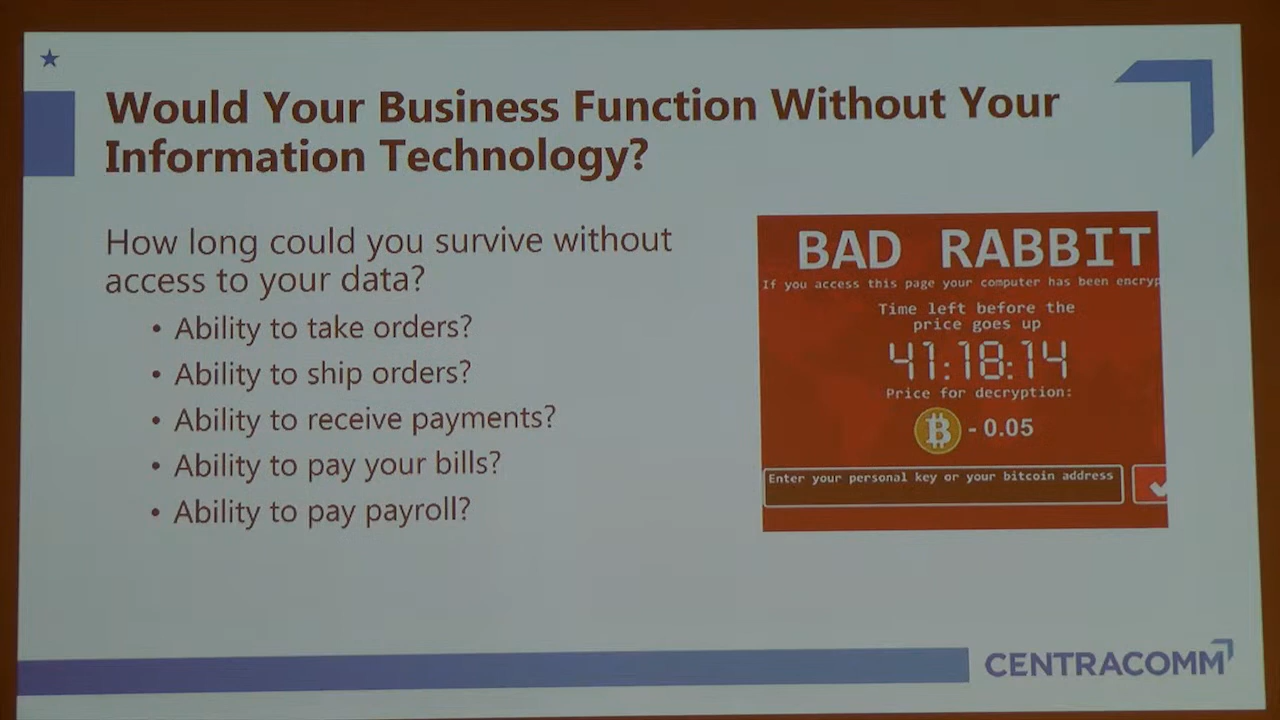 Would Your Business Function Without Your
Information Technology?
How long could you survive without
access to your data?
• Ability to take orders?
• Ability to ship orders?
• Ability to receive payments?
• Ability to pay your bills?
• Ability to pay payroll?
BAD RABBIT
If you access this page your computer has been encryp
Time left before the
price goes up
41:18:14
Price for decryption:
₿ - 0.05
Enter your personal key or your bitcoin address
CENTRACOMM